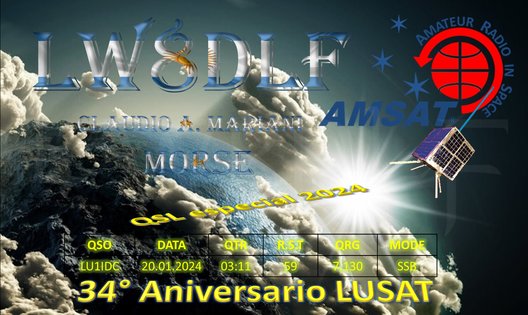 LW8DLF
AMATEUR RADIO IN SPACE
AMSAT
CLAUDIO A. MARIANI
MORSE
QSL especial 2024
QSO DATA QTR R.S.T QRG MODE
LU1IDC 20.01.2024 03:11 59 7.130 SSB
34° Aniversario LUSAT